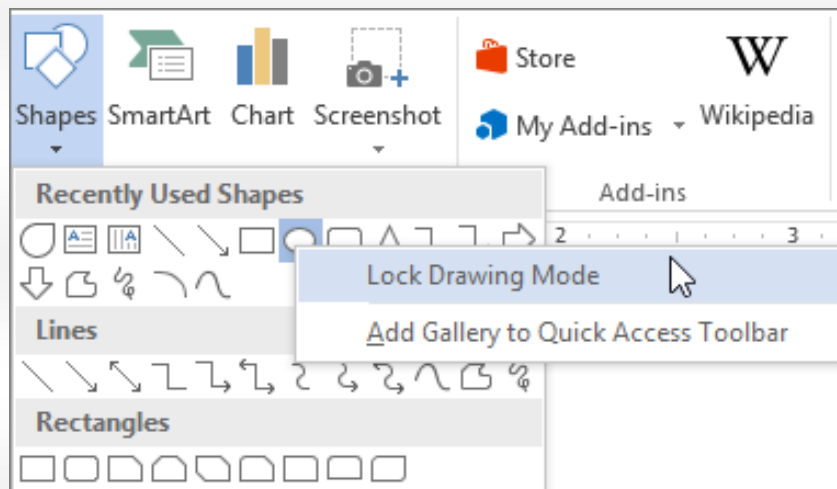 Shapes SmartArt Chart Screenshot
Store
My Add-ins
W
Wikipedia
Add-ins
Recently Used Shapes
2 3
Lock Drawing Mode
Add Gallery to Quick Access Toolbar
Lines
Rectangles